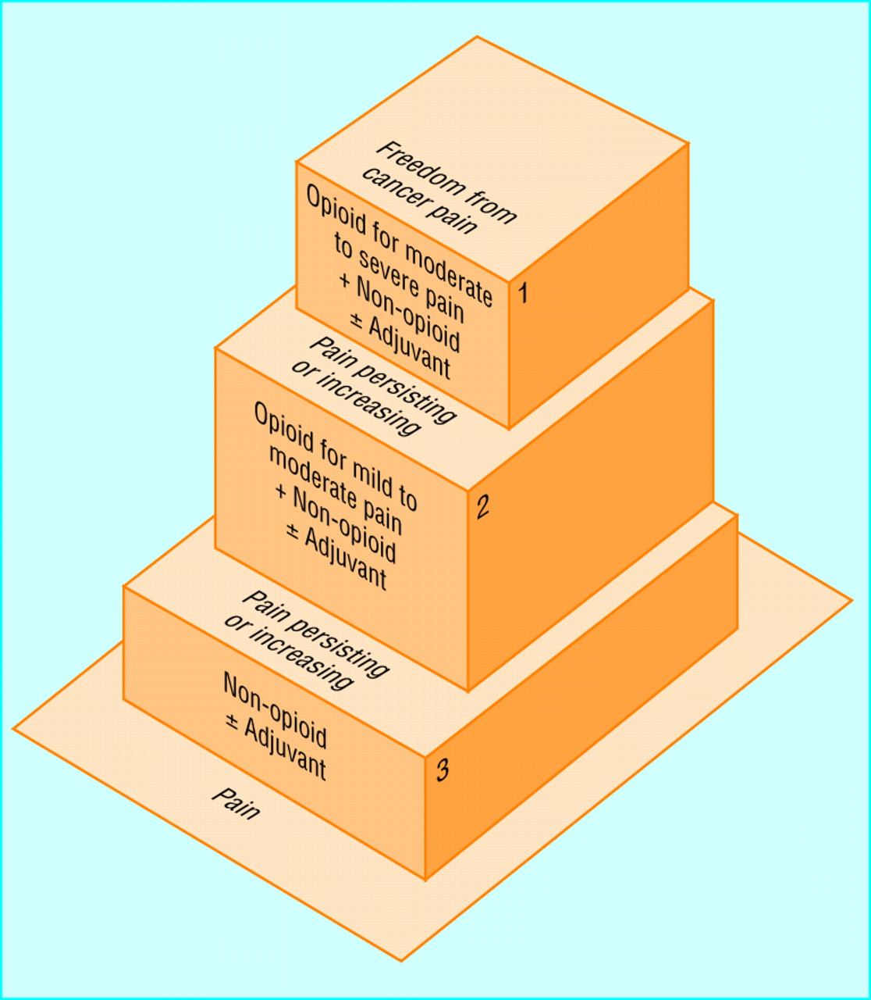 Freedom from
cancer pain
Opioid for moderate
to severe pain
+ Non-opioid
± Adjuvant
1
Pain persisting
or increasing
Opioid for mild to
moderate pain
+ Non-opioid
± Adjuvant
2
Pain persisting
or increasing
Non-opioid
± Adjuvant
3
Pain